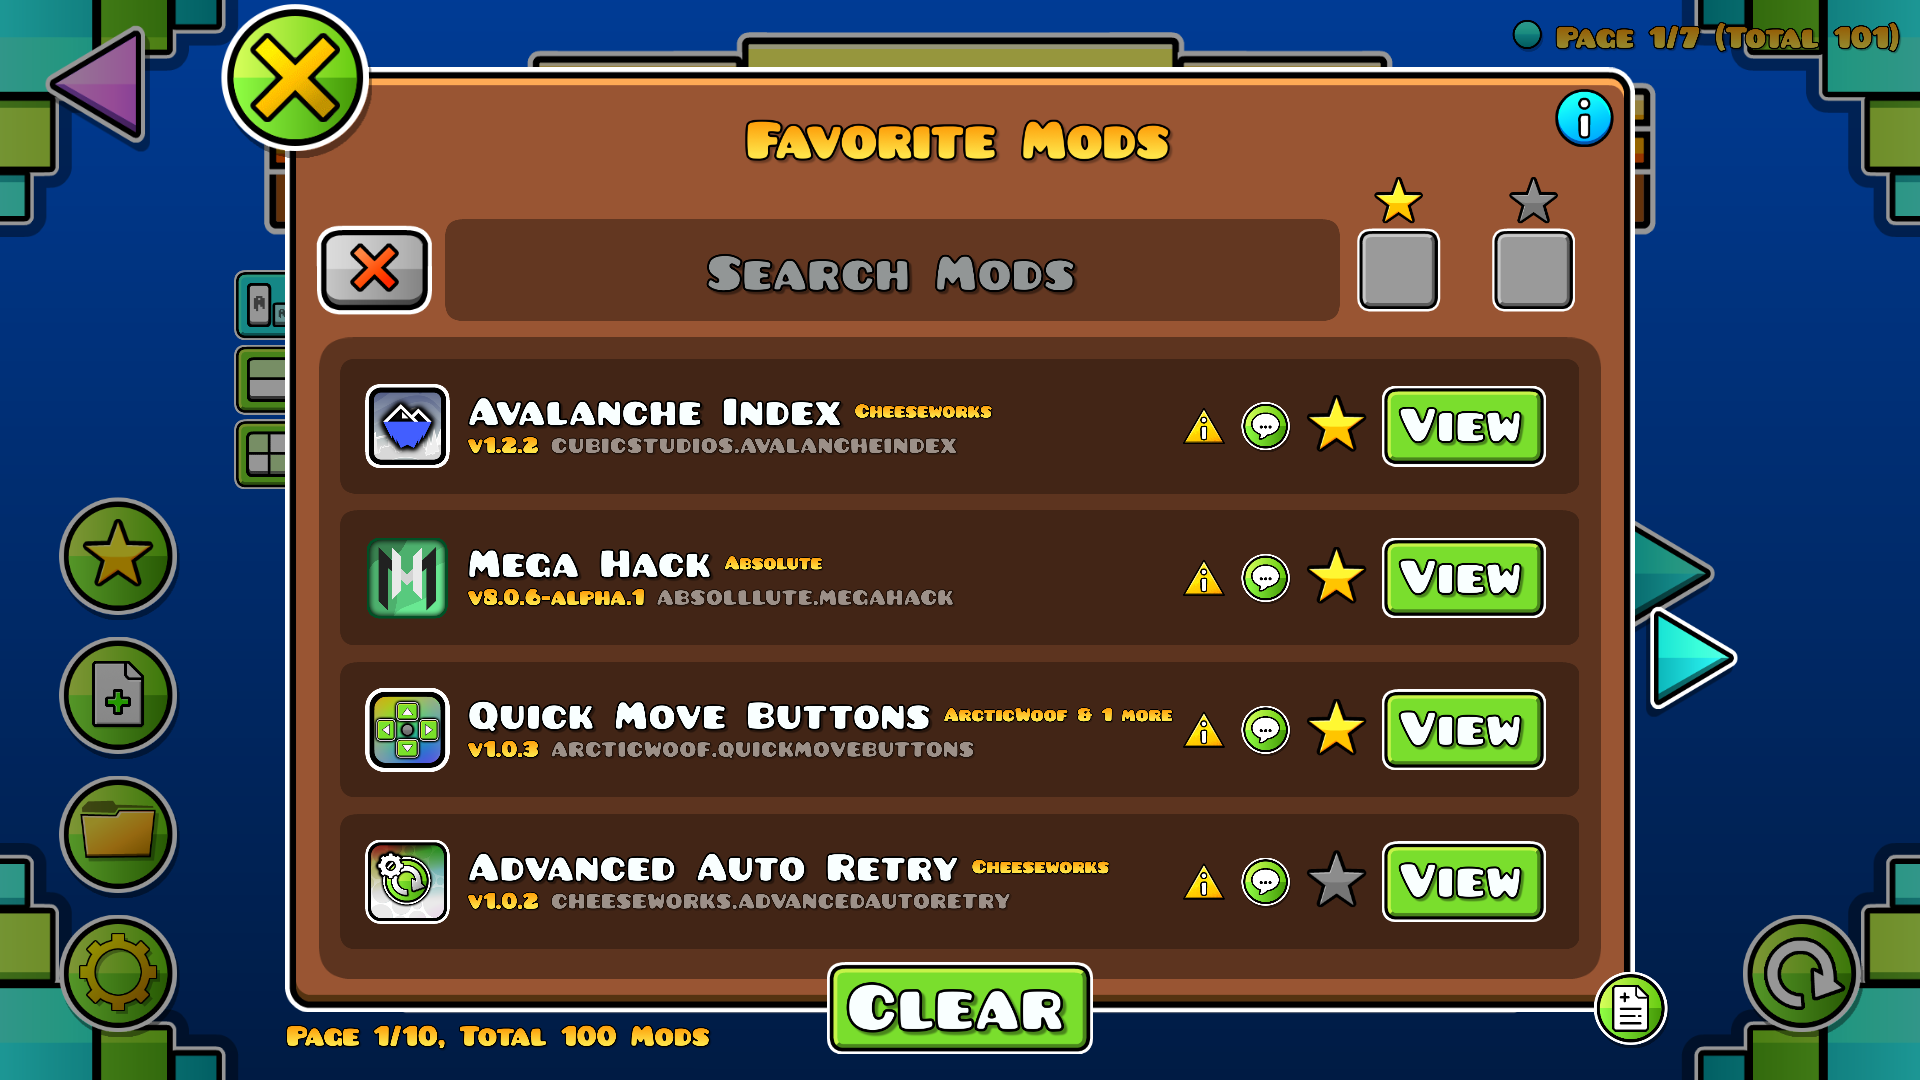 Page 1/7 (Total 101)
Favorite Mods
Search Mods
Avalanche Index Cheeseworks
v1.2.2 cubicstudios.avalancheindex
View
Mega Hack Absolute
v8.0.6-alpha.1 absolllute.megahack
View
Quick Move Buttons ArcticWoof & 1 more
v1.0.3 arcticwoof.quickmovebuttons
View
Advanced Auto Retry Cheeseworks
v1.0.2 cheeseworks.advancedautoretry
View
Clear
Page 1/10, Total 100 Mods